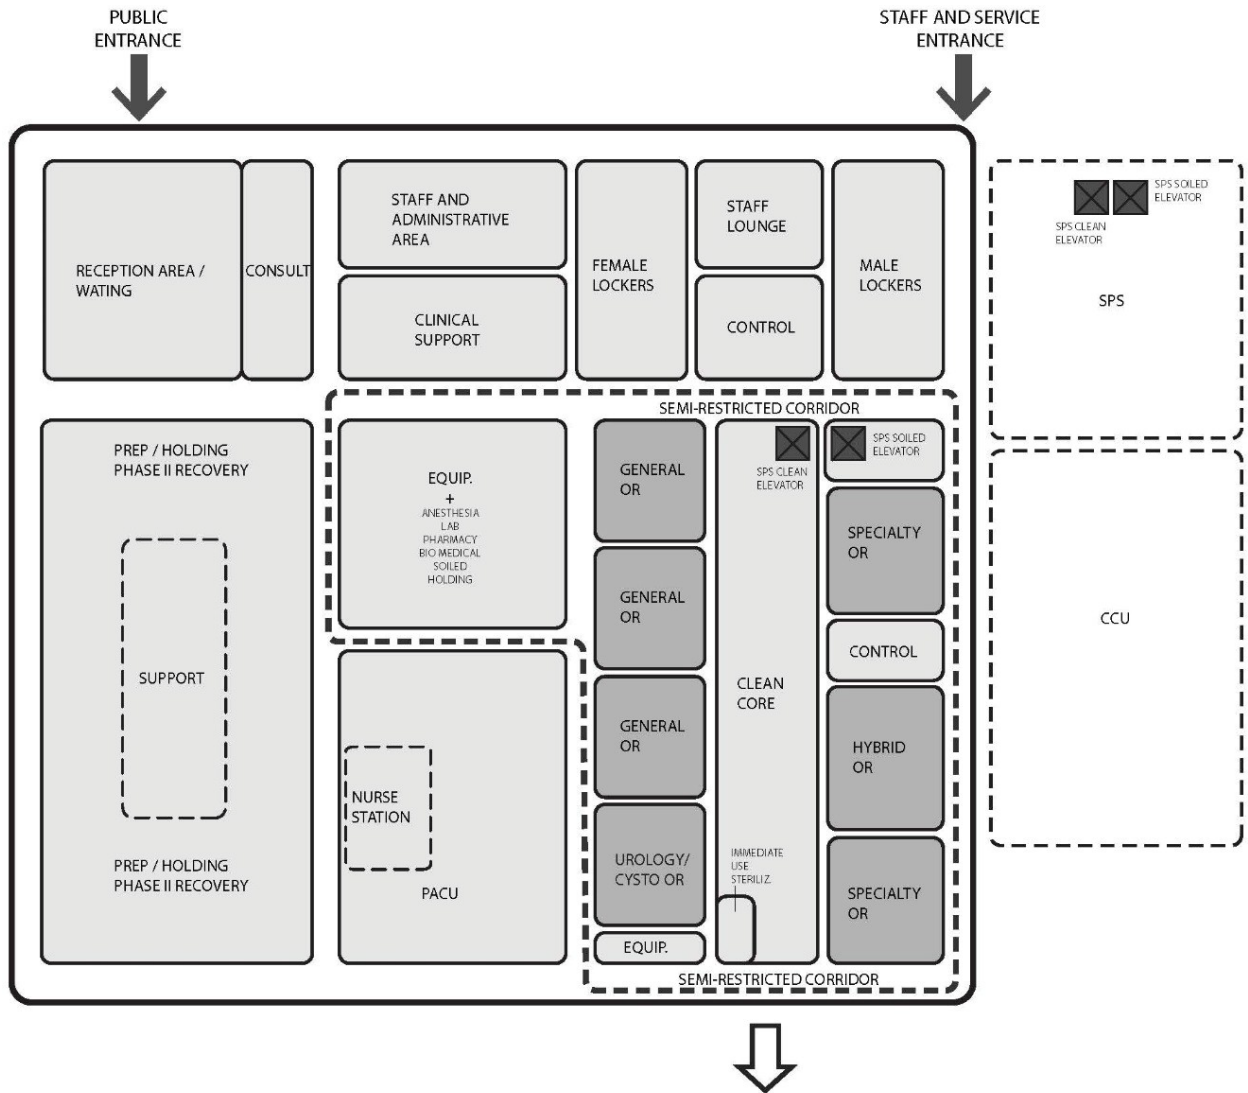 PUBLIC
ENTRANCE
STAFF AND SERVICE
ENTRANCE
RECEPTION AREA /
WATING
CONSULT
STAFF AND
ADMINISTRATIVE
AREA
CLINICAL
SUPPORT
FEMALE
LOCKERS
STAFF
LOUNGE
CONTROL
MALE
LOCKERS
SPS SOILED
ELEVATOR
SPS CLEAN
ELEVATOR
SPS
SEMI-RESTRICTED CORRIDOR
PREP / HOLDING
PHASE II RECOVERY
SUPPORT
PREP / HOLDING
PHASE II RECOVERY
EQUIP.
+
ANESTHESIA
LAB
PHARMACY
BIO MEDICAL
SOILED
HOLDING
NURSE
STATION
PACU
GENERAL
OR
GENERAL
OR
GENERAL
OR
UROLOGY/
CYSTO OR
EQUIP.
SPS CLEAN
ELEVATOR
CLEAN
CORE
IMMEDIATE
USE
STERILIZ.
SPS SOILED
ELEVATOR
SPECIALTY
OR
CONTROL
HYBRID
OR
SPECIALTY
OR
CCU
SEMI-RESTRICTED CORRIDOR